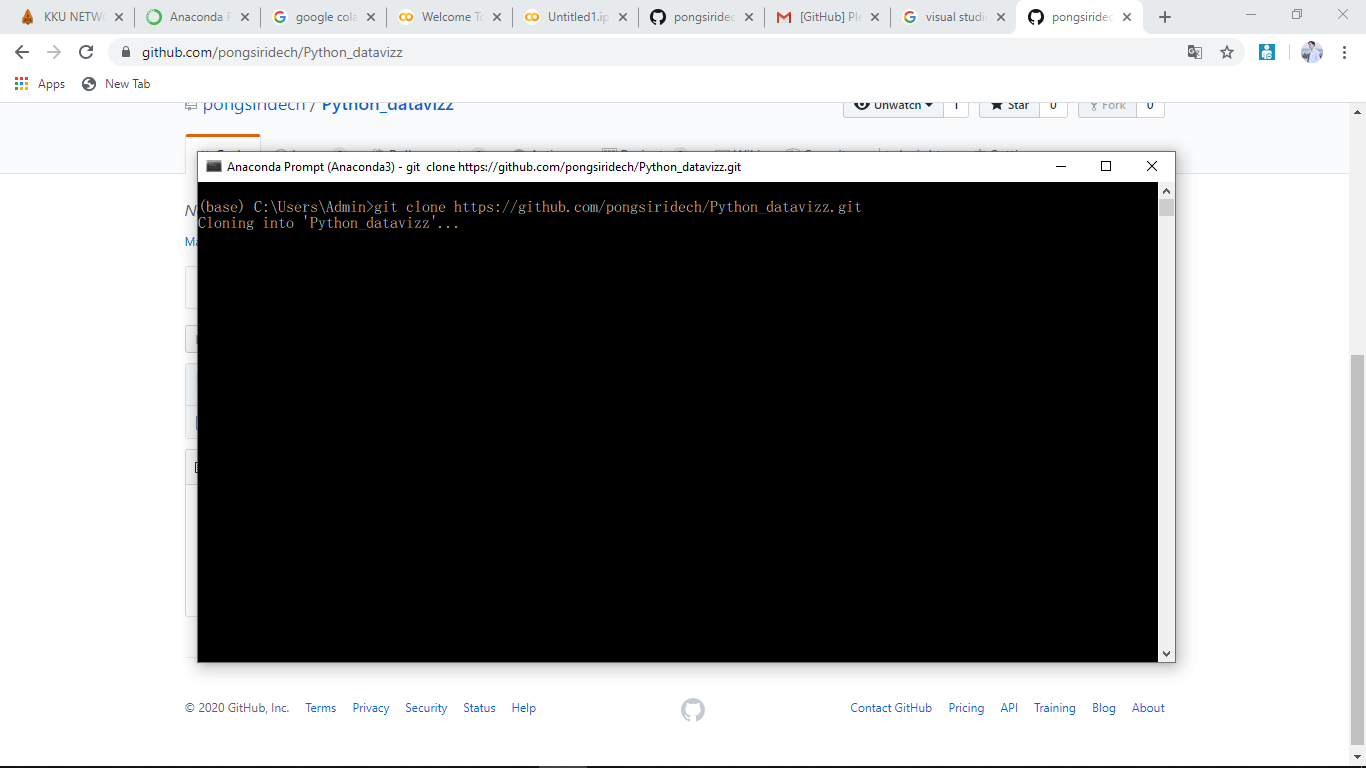 KKU NETWO
Anaconda P
google cola
Welcome To
Untitled1.ip
pongsiridec
[GitHub] Ple
visual studi
pongsiridec
github.com/pongsiridech/Python_datavizz
Apps
New Tab
pongsiridech / Python_datavizz
Unwatch 1
Star 0
Fork 0
Anaconda Prompt (Anaconda3) - git clone https://github.com/pongsiridech/Python_datavizz.git
(base) C:\Users\Admin>git clone https://github.com/pongsiridech/Python_datavizz.git
Cloning into 'Python_datavizz'...
© 2020 GitHub, Inc. Terms Privacy Security Status Help
Contact GitHub Pricing API Training Blog About